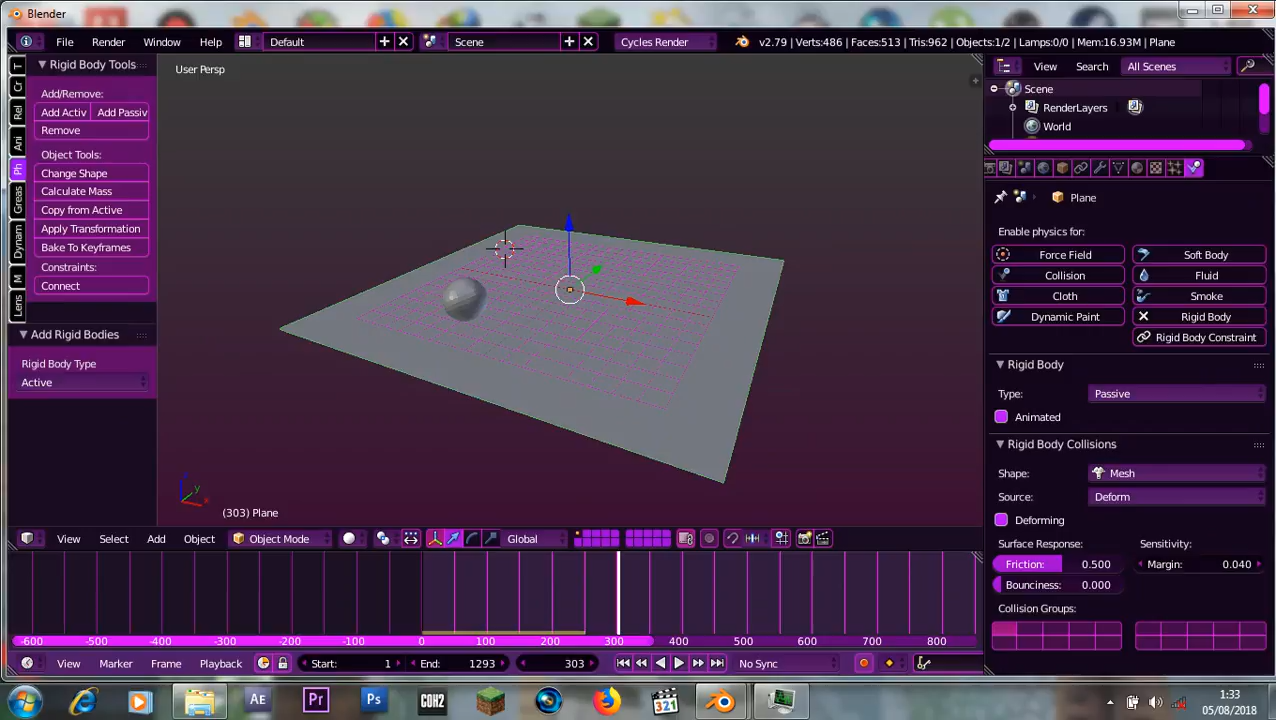 Blender
File Render Window Help Default Scene Cycles Render v2.79 | Verts:486 | Faces:513 | Tris:962 | Objects:1/2 | Lamps:0/0 | Mem:16.93M | Plane
Rigid Body Tools
Add/Remove:
Add Activ Add Passiv
Remove
Object Tools:
Change Shape
Calculate Mass
Copy from Active
Apply Transformation
Bake To Keyframes
Constraints:
Connect
Add Rigid Bodies
Rigid Body Type
Active
T
Cr
Rel
Ani
Ph
Greas
Dynam
M
Lens
User Persp
z
y
x
(303) Plane
View Select Add Object Object Mode Global
-600 -500 -400 -300 -200 -100 0 100 200 300 400 500 600 700 800
View Marker Frame Playback Start: 1 End: 1293 303 No Sync
View Search All Scenes
Scene
RenderLayers
World
Plane
Enable physics for:
Force Field Soft Body
Collision Fluid
Cloth Smoke
Dynamic Paint Rigid Body
Rigid Body Constraint
Rigid Body
Type: Passive
Animated
Rigid Body Collisions
Shape: Mesh
Source: Deform
Deforming
Surface Response: Sensitivity:
Friction: 0.500 Margin: 0.040
Bounciness: 0.000
Collision Groups:
Ae Pr Ps COH2 321
1:33
05/08/2018